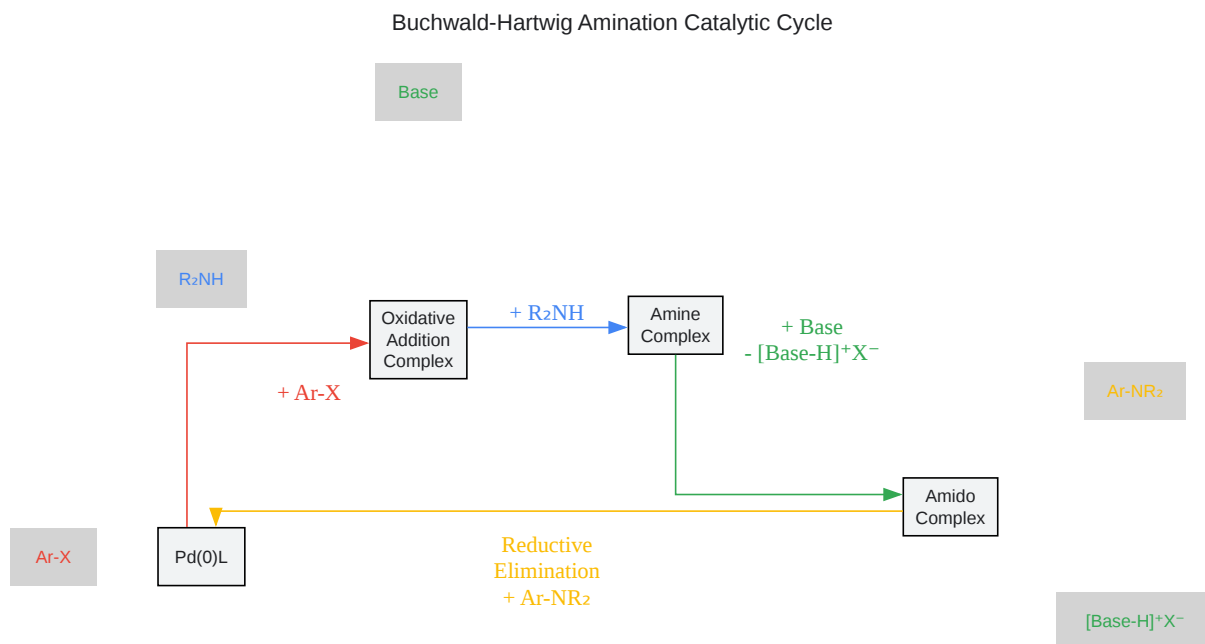 Buchwald-Hartwig Amination Catalytic Cycle
Base
R₂NH
Oxidative
Addition
Complex
+ R₂NH
Amine
Complex
+ Base
- [Base-H]⁺X⁻
+ Ar-X
Ar-NR₂
Amido
Complex
Ar-X
Pd(0)L
Reductive
Elimination
+ Ar-NR₂
[Base-H]⁺X⁻